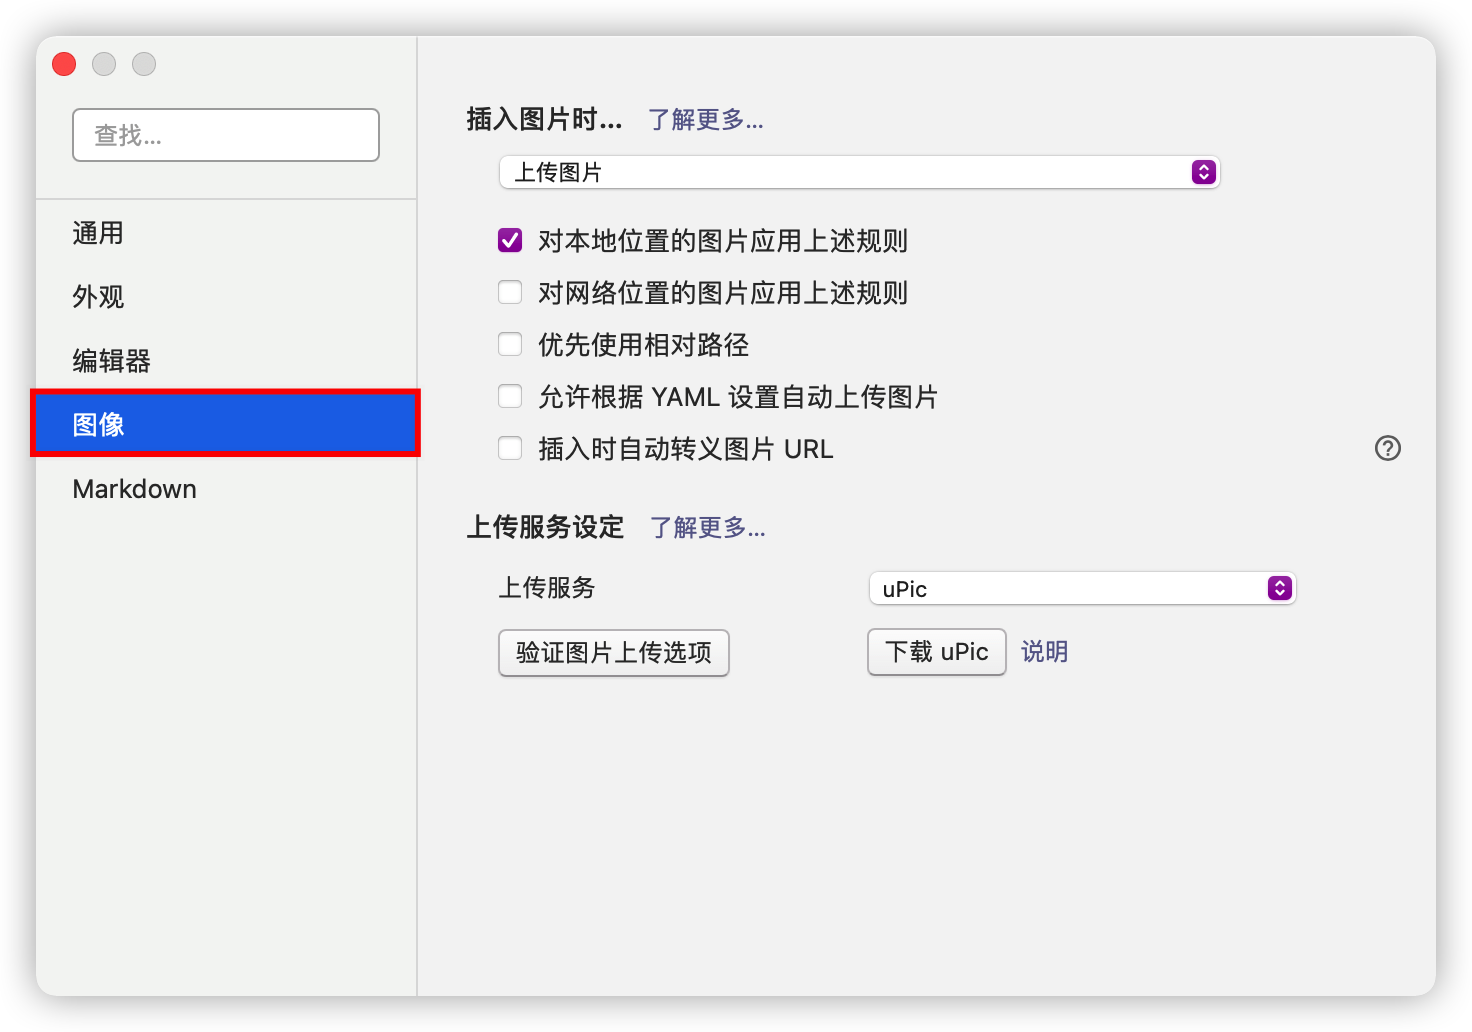 查找...
通用
外观
编辑器
图像
Markdown
插入图片时... 了解更多...
上传图片
对本地位置的图片应用上述规则
对网络位置的图片应用上述规则
优先使用相对路径
允许根据 YAML 设置自动上传图片
插入时自动转义图片 URL
上传服务设定 了解更多...
上传服务 uPic
验证图片上传选项 下载 uPic 说明